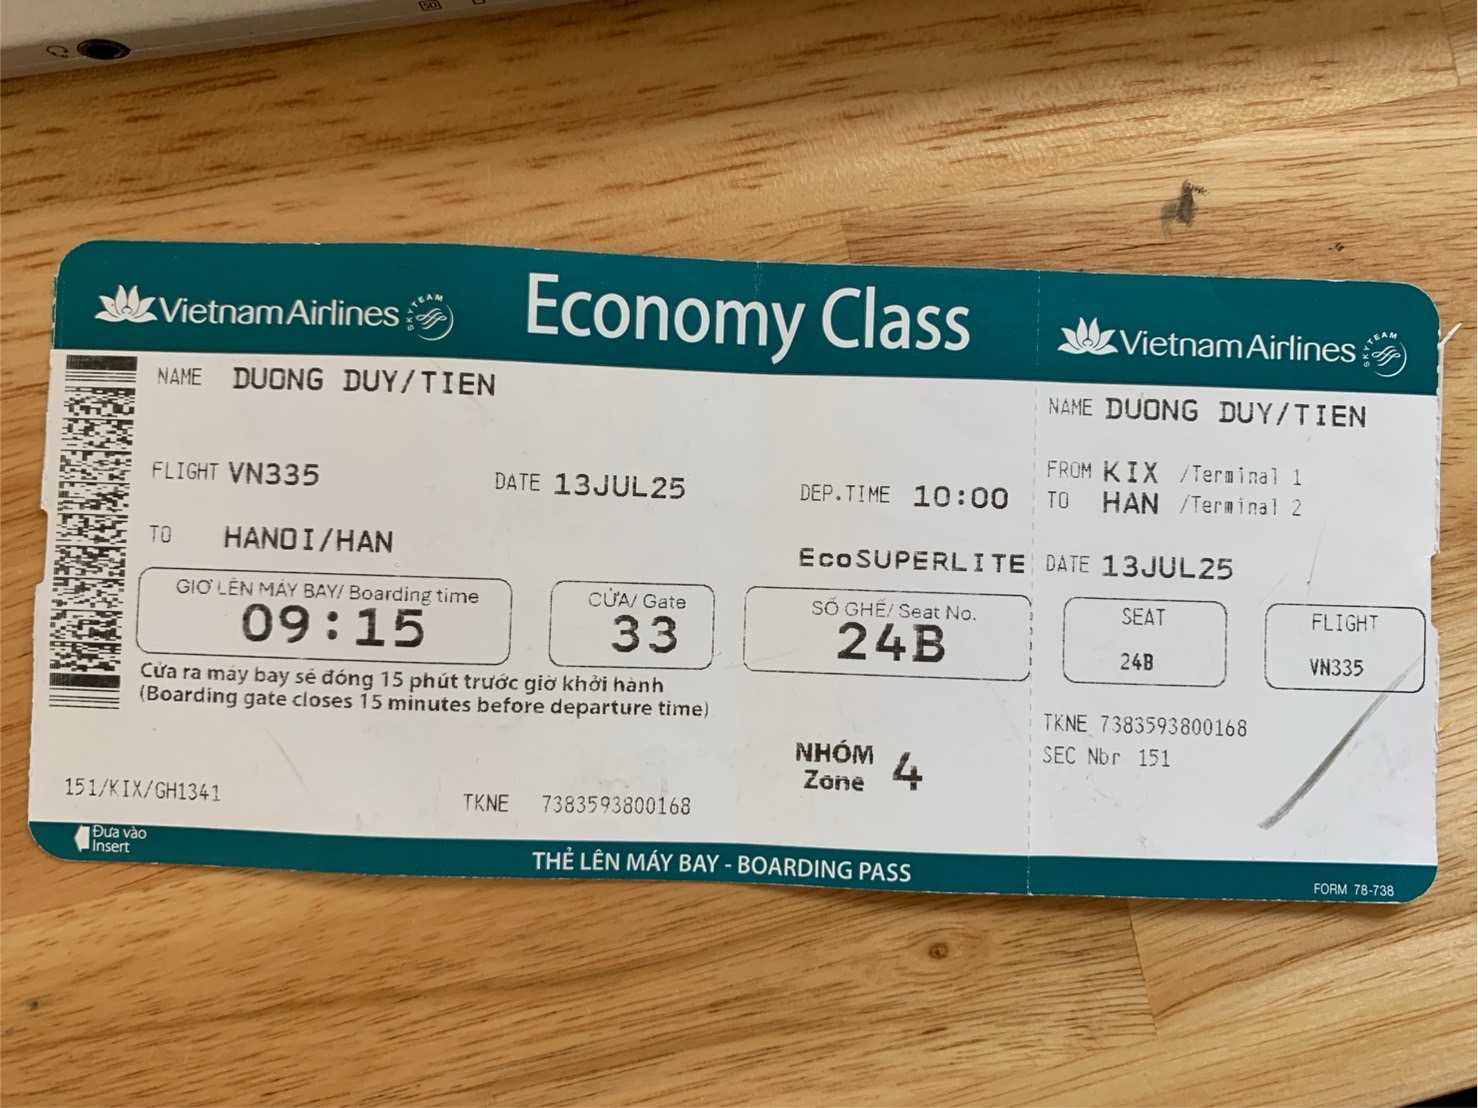 Vietnam Airlines SKYTEAM
Economy Class
NAME DUONG DUY/TIEN
FLIGHT VN335 DATE 13JUL25 DEP.TIME 10:00
TO HANOI/HAN
EcoSUPERLITE
GIỜ LÊN MÁY BAY/ Boarding time
09:15
CỬA/ Gate
33
SỐ GHẾ/ Seat No.
24B
Cửa ra máy bay sẽ đóng 15 phút trước giờ khởi hành
(Boarding gate closes 15 minutes before departure time)
NHÓM
Zone 4
151/KIX/GH1341
TKNE 7383593800168
Đưa vào
Insert
THẺ LÊN MÁY BAY - BOARDING PASS
Vietnam Airlines SKYTEAM
NAME DUONG DUY/TIEN
FROM KIX /Terminal 1
TO HAN /Terminal 2
DATE 13JUL25
SEAT
24B
FLIGHT
VN335
TKNE 7383593800168
SEC Nbr 151
FORM 78-738